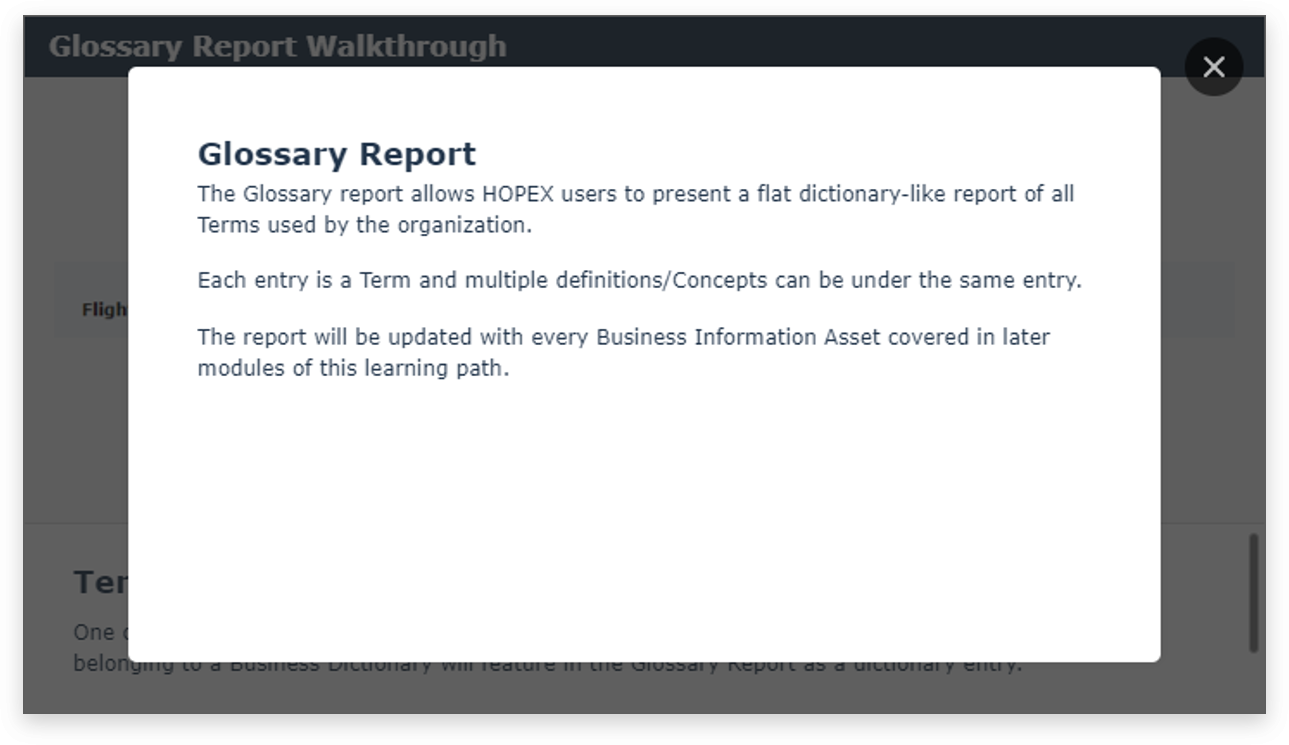 Glossary Report Walkthrough
Glossary Report
The Glossary report allows HOPEX users to present a flat dictionary-like report of all
Terms used by the organization.
Each entry is a Term and multiple definitions/Concepts can be under the same entry.
The report will be updated with every Business Information Asset covered in later
modules of this learning path.
One
belonging to a Business Dictionary will feature in the Glossary Report as a dictionary entry.